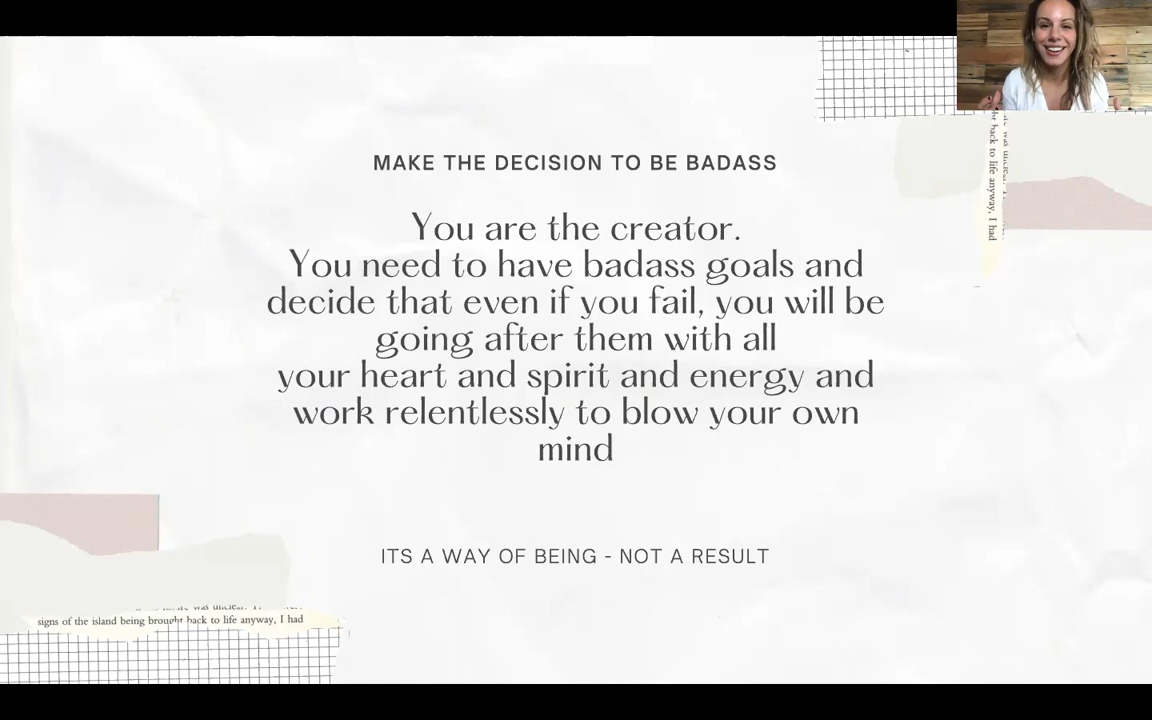 MAKE THE DECISION TO BE BADASS
You are the creator.
You need to have badass goals and
decide that even if you fail, you will be
going after them with all
your heart and spirit and energy and
work relentlessly to blow your own
mind
ITS A WAY OF BEING - NOT A RESULT
back to life anyway, I had
was unclear.
signs of the island being brought back to life anyway, I had